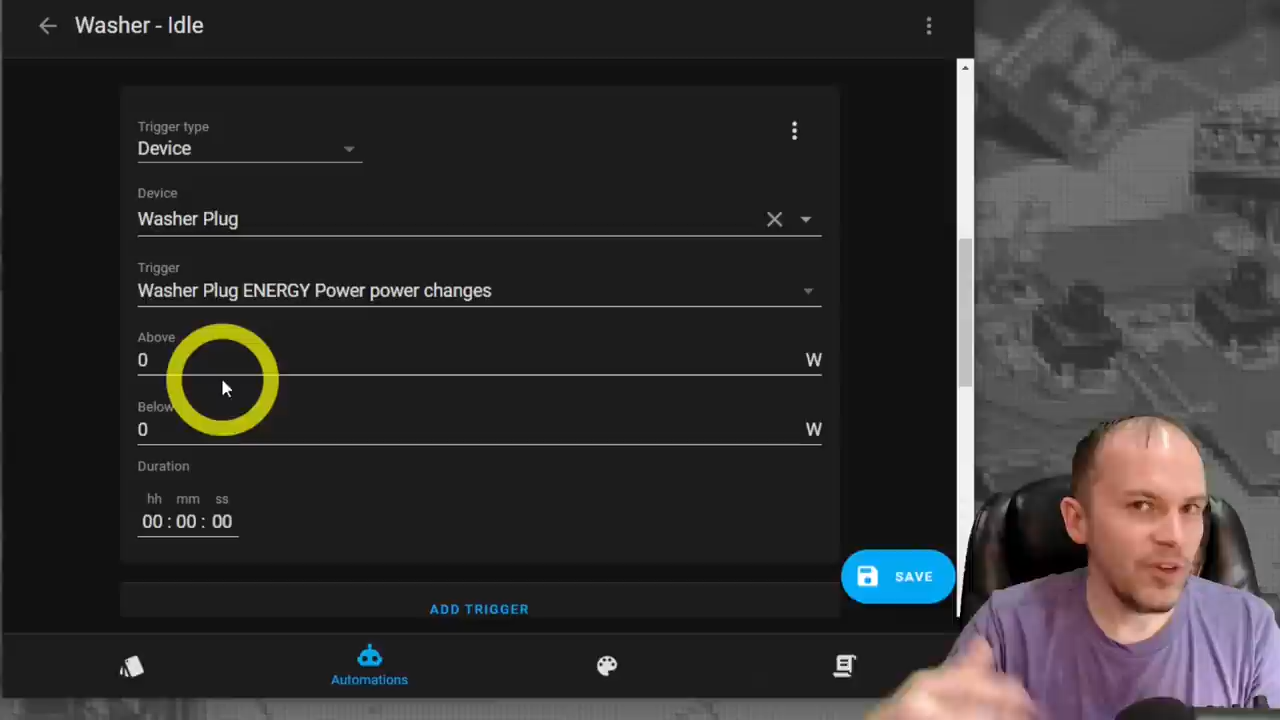 Washer - Idle
Trigger type
Device
Device
Washer Plug
Trigger
Washer Plug ENERGY Power power changes
Above
0 W
Below
0 W
Duration
hh mm ss
00 : 00 : 00
SAVE
ADD TRIGGER
Automations